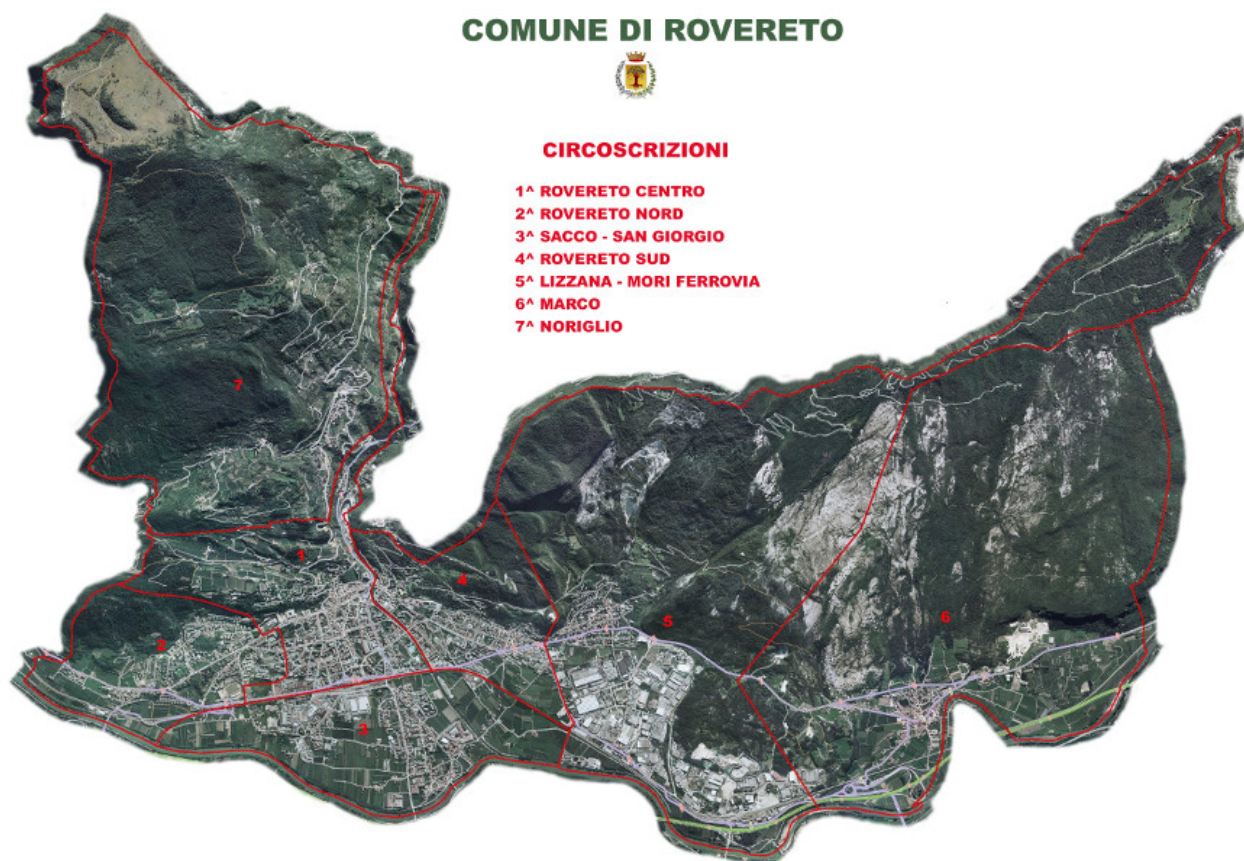 COMUNE DI ROVERETO
CIRCOSCRIZIONI
1^ ROVERETO CENTRO
2^ ROVERETO NORD
3^ SACCO - SAN GIORGIO
4^ ROVERETO SUD
5^ LIZZANA - MORI FERROVIA
6^ MARCO
7^ NORIGLIO
7
1
4
2
5
6
3